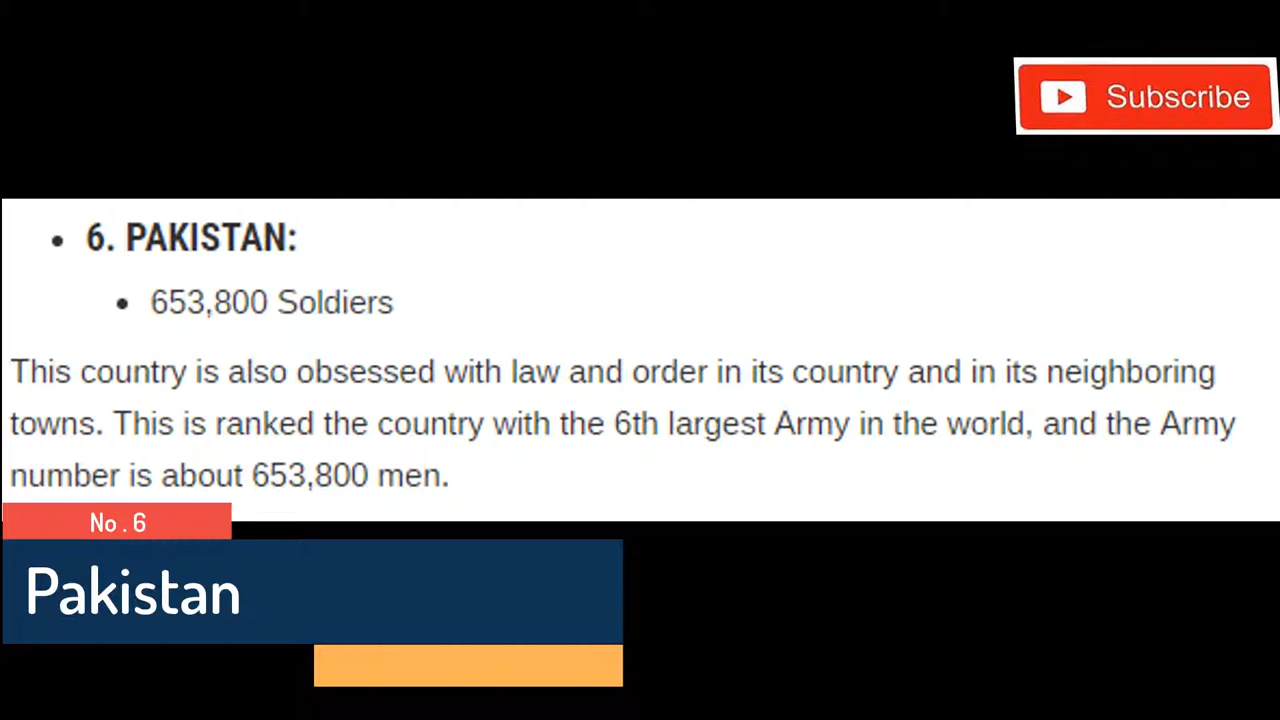 Subscribe
• 6. PAKISTAN:
• 653,800 Soldiers
This country is also obsessed with law and order in its country and in its neighboring
towns. This is ranked the country with the 6th largest Army in the world, and the Army
number is about 653,800 men.
No.6
Pakistan